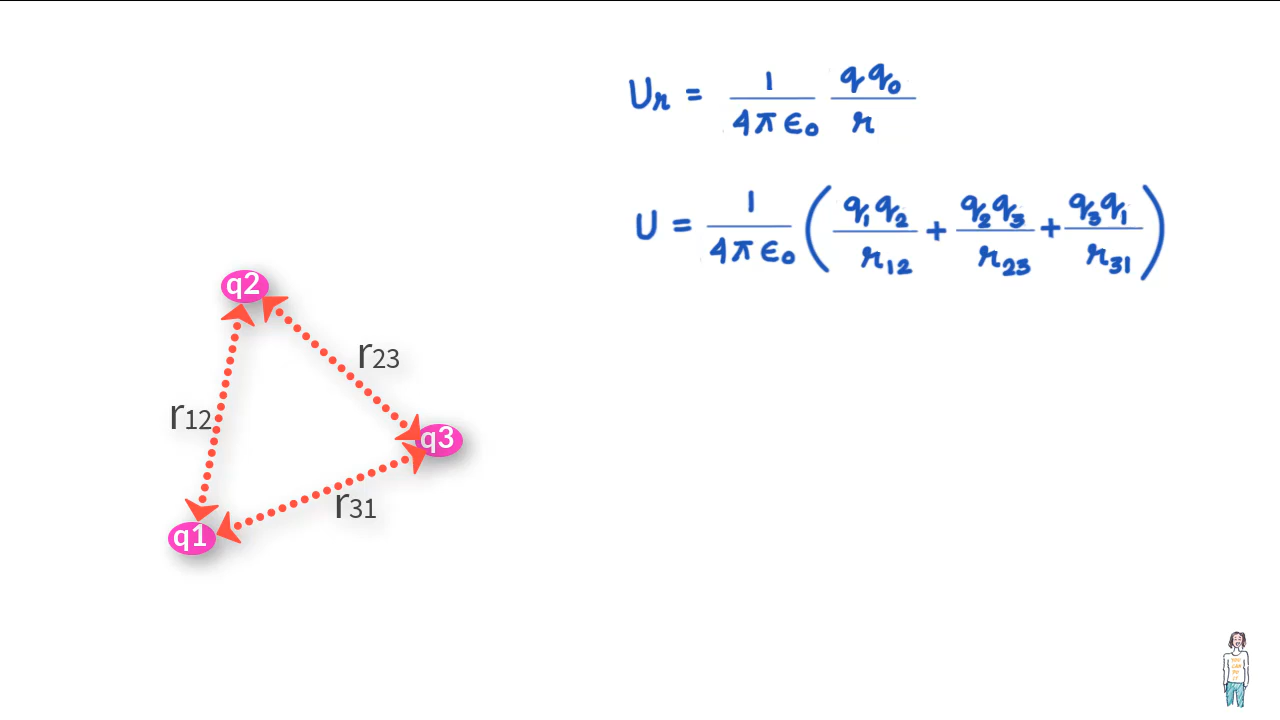 Ur = 1/4πϵ₀ qq₀/r
U = 1/4πϵ₀ (q₁q₂/r₁₂ + q₂q₃/r₂₃ + q₃q₁/r₃₁)
q2
r23
r12
q3
r31
q1